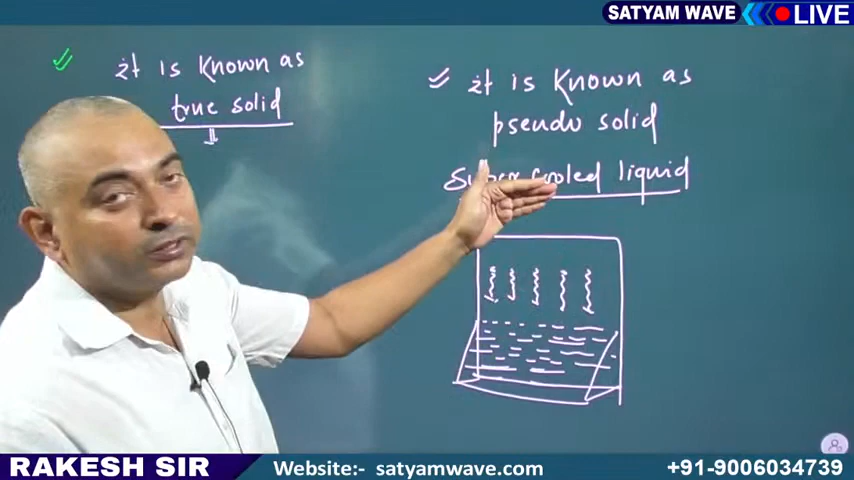 SATYAM WAVE LIVE
it is known as
true solid
it is known as
pseudo solid
Super cooled liquid
RAKESH SIR
Website:- satyamwave.com
+91-9006034739